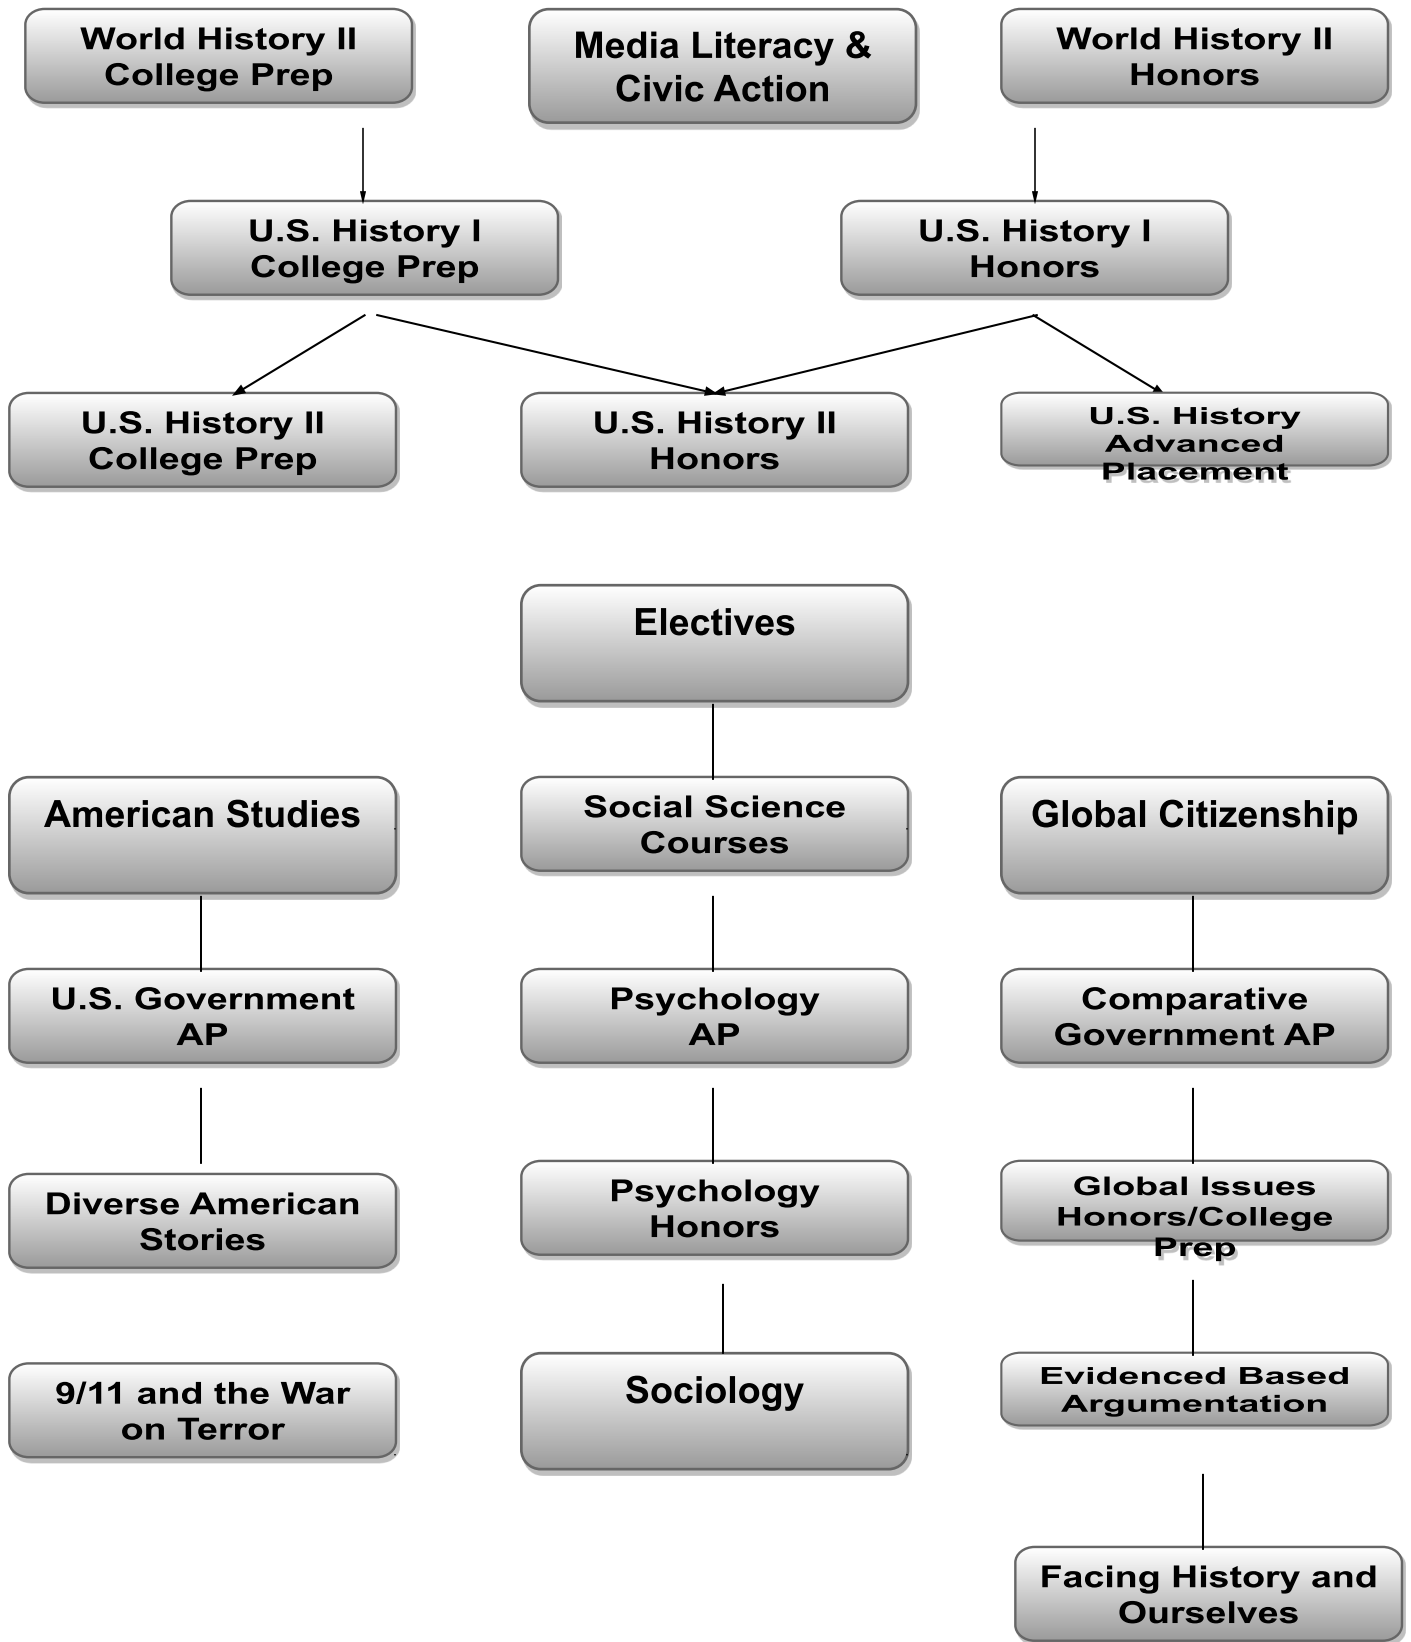 World History II
College Prep
Media Literacy &
Civic Action
World History II
Honors
U.S. History I
College Prep
U.S. History I
Honors
U.S. History II
College Prep
U.S. History II
Honors
U.S. History
Advanced
Placement
Electives
American Studies
Social Science
Courses
Global Citizenship
U.S. Government
AP
Psychology
AP
Comparative
Government AP
Diverse American
Stories
Psychology
Honors
Global Issues
Honors/College
Prep
9/11 and the War
on Terror
Sociology
Evidenced Based
Argumentation
Facing History and
Ourselves